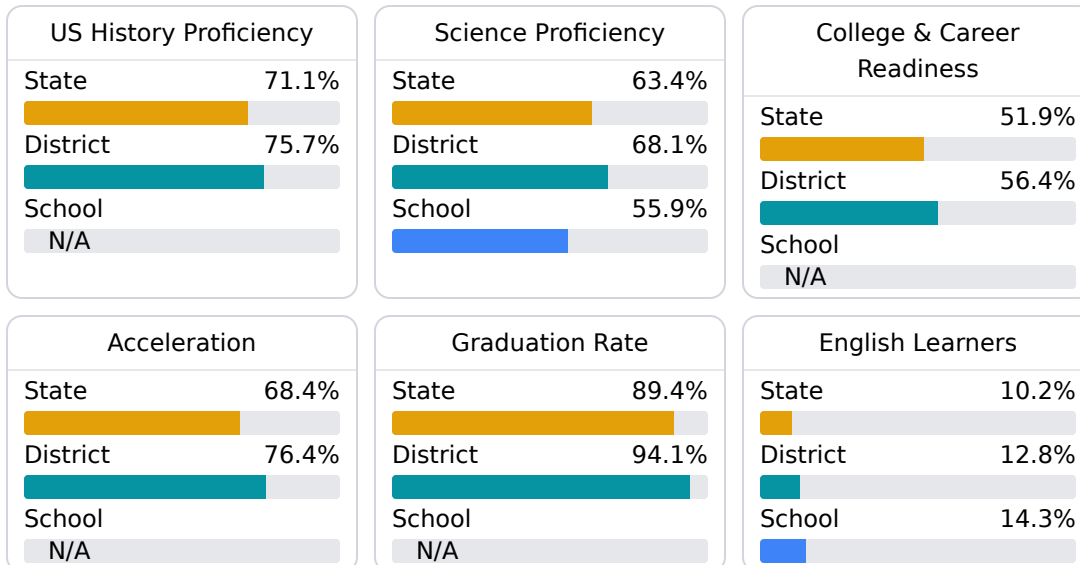 US History Proficiency
State 71.1%
District 75.7%
School
N/A
Science Proficiency
State 63.4%
District 68.1%
School 55.9%
College & Career
Readiness
State 51.9%
District 56.4%
School
N/A
Acceleration
State 68.4%
District 76.4%
School
N/A
Graduation Rate
State 89.4%
District 94.1%
School
N/A
English Learners
State 10.2%
District 12.8%
School 14.3%